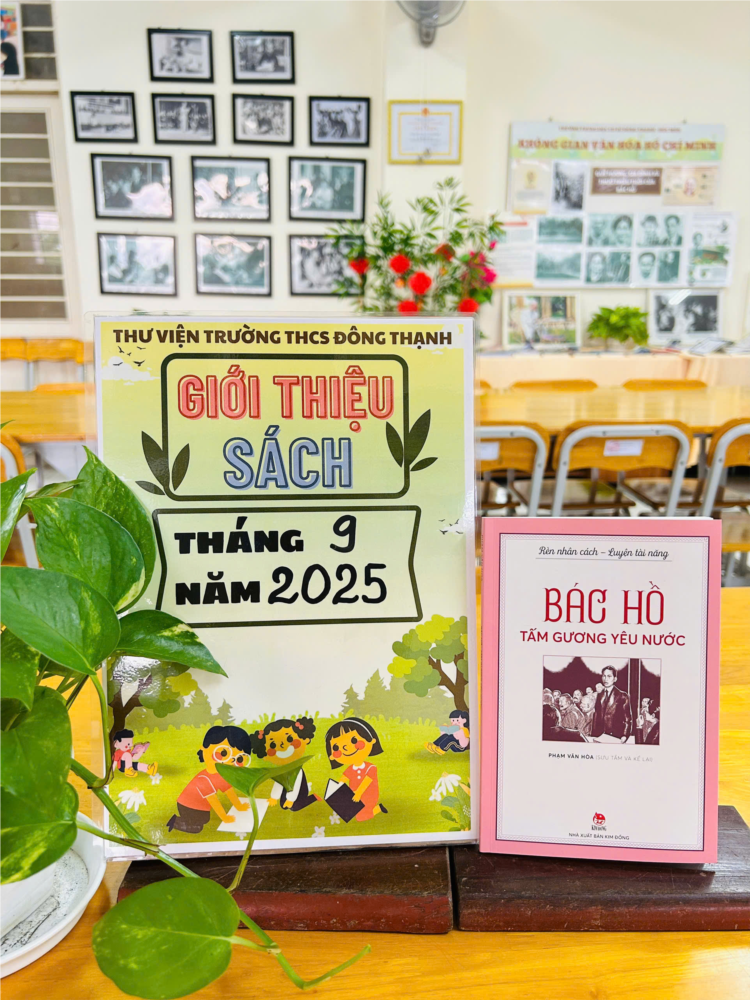 THƯ VIỆN TRƯỜNG THCS ĐÔNG THẠNH
GIỚI THIỆU
SÁCH
THÁNG 9
NĂM 2025
Rèn nhân cách – Luyện tài năng
BÁC HỒ
TẤM GƯƠNG YÊU NƯỚC
PHẠM VĂN HÒA SƯU TẦM VÀ KỂ LẠI
NHÀ XUẤT BẢN KIM ĐỒNG
KHÔNG GIAN VĂN HÓA HỒ CHÍ MINH